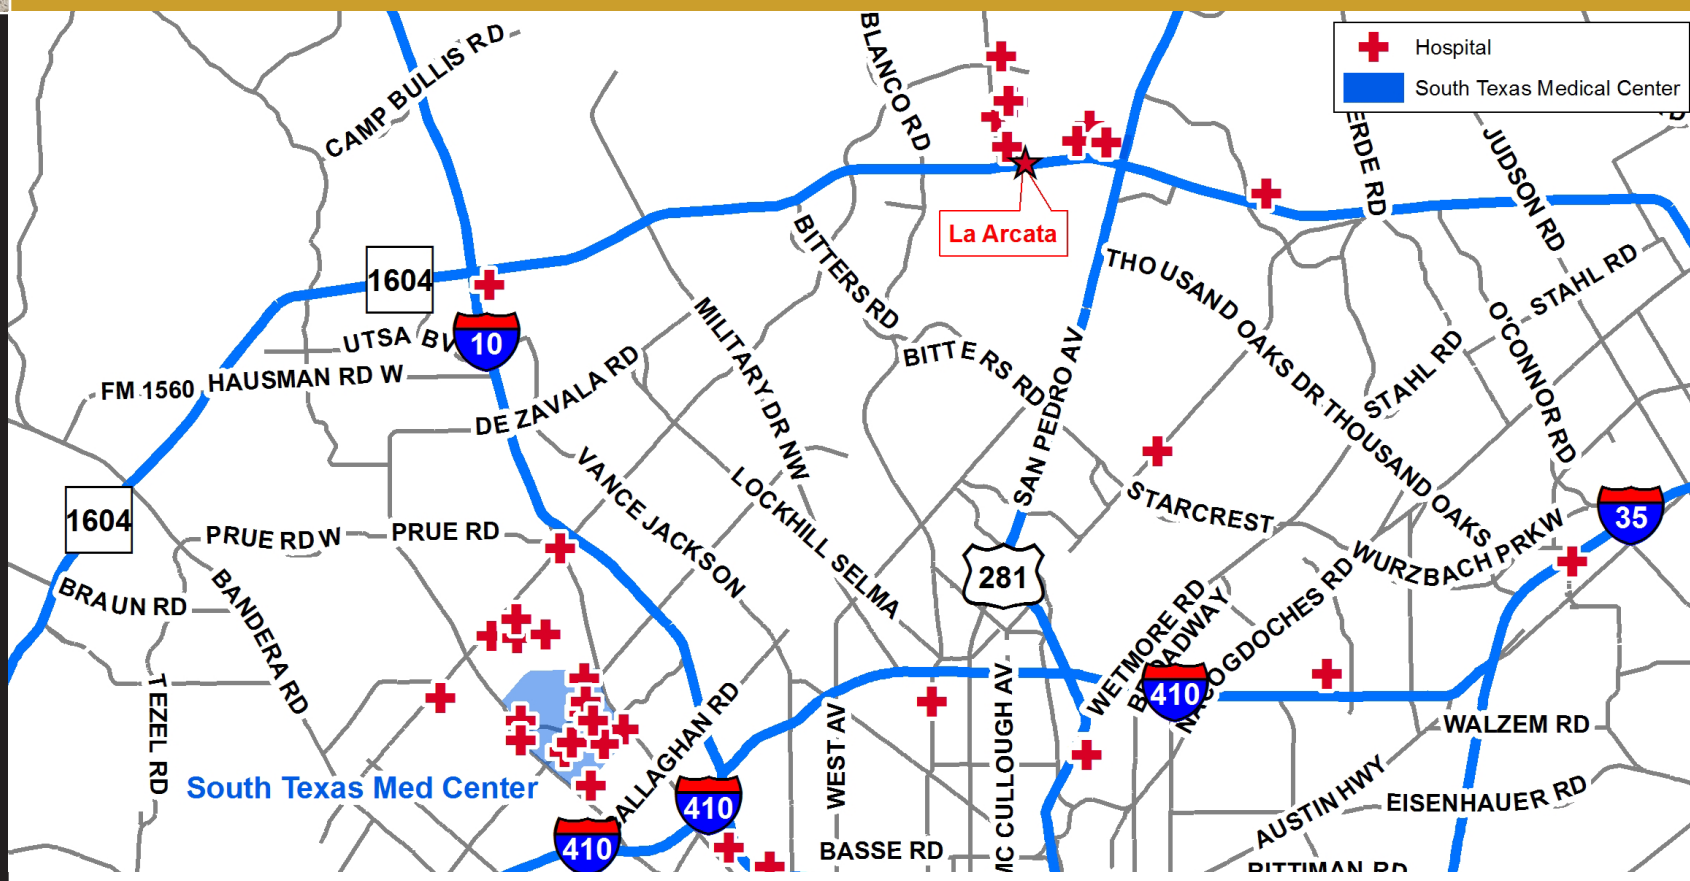 CAMP BULLIS RD
BLANCO RD
Hospital
South Texas Medical Center
ERDE RD
JUDSON RD
La Arcata
1604
BITTERS RD
THOUSAND OAKS DR
STAHL RD
UTSA BV
10
MILITARY DR NW
BITTERS RD
SAN PEDRO AV
O'CONNOR RD
FM 1560
HAUSMAN RD W
DE ZAVALA RD
STAHL RD
THOUSAND OAKS
1604
VANCE JACKSON
LOCKHILL SELMA
STARCREST
35
PRUE RD W
PRUE RD
WURZBACH PRKW
281
BRAUN RD
BANDERA RD
WETMORE RD
BROADWAY
NACOGDOCHES RD
410
TEZEL RD
WEST AV
MC CULLOUGH AV
WALZEM RD
South Texas Med Center
CALLAGHAN RD
410
410
AUSTIN HWY
EISENHAUER RD
BASSE RD
RITTIMAN RD